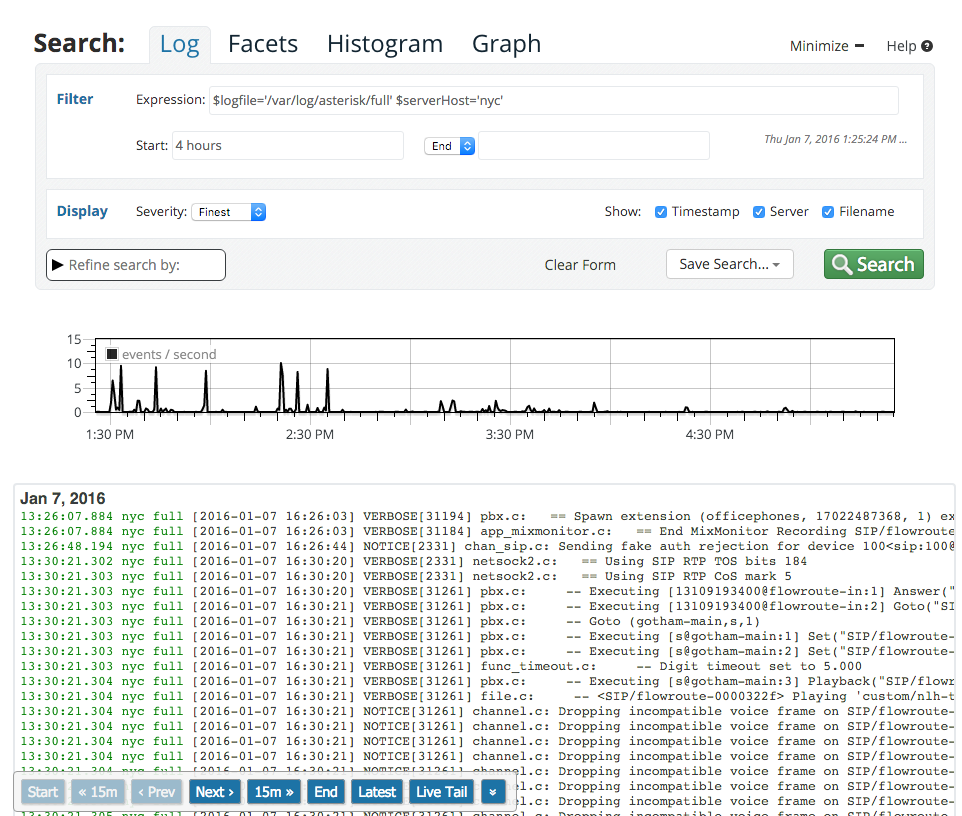 Search: Log Facets Histogram Graph Minimize Help ?
Filter Expression: $logfile='/var/log/asterisk/full' $serverHost='nyc'
Start: 4 hours End Thu Jan 7, 2016 1:25:24 PM ...
Display Severity: Finest Show: Timestamp Server Filename
Refine search by: Clear Form Save Search... Search
15
events / second
10
5
0
1:30 PM 2:30 PM 3:30 PM 4:30 PM
Jan 7, 2016
13:26:07.884 nyc full [2016-01-07 16:26:03] VERBOSE[31194] pbx.c: == Spawn extension (officephones, 17022487368, 1) ex
13:26:07.884 nyc full [2016-01-07 16:26:03] VERBOSE[31184] app_mixmonitor.c: == End MixMonitor Recording SIP/flowroute
13:26:48.194 nyc full [2016-01-07 16:26:44] NOTICE[2331] chan_sip.c: Sending fake auth rejection for device 100<sip:100@
13:30:21.302 nyc full [2016-01-07 16:30:20] VERBOSE[2331] netsock2.c: == Using SIP RTP TOS bits 184
13:30:21.303 nyc full [2016-01-07 16:30:20] VERBOSE[2331] netsock2.c: == Using SIP RTP CoS mark 5
13:30:21.303 nyc full [2016-01-07 16:30:20] VERBOSE[31261] pbx.c: -- Executing [13109193400@flowroute-in:1] Answer("
13:30:21.303 nyc full [2016-01-07 16:30:21] VERBOSE[31261] pbx.c: -- Executing [13109193400@flowroute-in:2] Goto("SI
13:30:21.303 nyc full [2016-01-07 16:30:21] VERBOSE[31261] pbx.c: -- Goto (gotham-main,s,1)
13:30:21.303 nyc full [2016-01-07 16:30:21] VERBOSE[31261] pbx.c: -- Executing [s@gotham-main:1] Set("SIP/flowroute-
13:30:21.303 nyc full [2016-01-07 16:30:21] VERBOSE[31261] pbx.c: -- Executing [s@gotham-main:2] Set("SIP/flowroute-
13:30:21.303 nyc full [2016-01-07 16:30:21] VERBOSE[31261] func_timeout.c: -- Digit timeout set to 5.000
13:30:21.304 nyc full [2016-01-07 16:30:21] VERBOSE[31261] pbx.c: -- Executing [s@gotham-main:3] Playback("SIP/flowr
13:30:21.304 nyc full [2016-01-07 16:30:21] VERBOSE[31261] file.c: -- <SIP/flowroute-0000322f> Playing 'custom/nlh-t
13:30:21.304 nyc full [2016-01-07 16:30:21] NOTICE[31261] channel.c: Dropping incompatible voice frame on SIP/flowroute-
13:30:21.304 nyc full [2016-01-07 16:30:21] NOTICE[31261] channel.c: Dropping incompatible voice frame on SIP/flowroute-
13:30:21.304 nyc full [2016-01-07 16:30:21] NOTICE[31261] channel.c: Dropping incompatible voice frame on SIP/flowroute-
13:30:21.304 nyc full [2016-01-07 16:30:21] NOTICE[31261] channel.c: Dropping incompatible voice frame on SIP/flowroute-
13:30:21.304 nyc full [2016-01-07 16:30:21] NOTICE[31261] channel.c: Dropping incompatible voice frame on SIP/flowroute-
Dropping incompatible voice frame on SIP/flowroute-
Start « 15m ‹ Prev Next › 15m » End Latest Live Tail Dropping incompatible voice frame on SIP/flowroute-